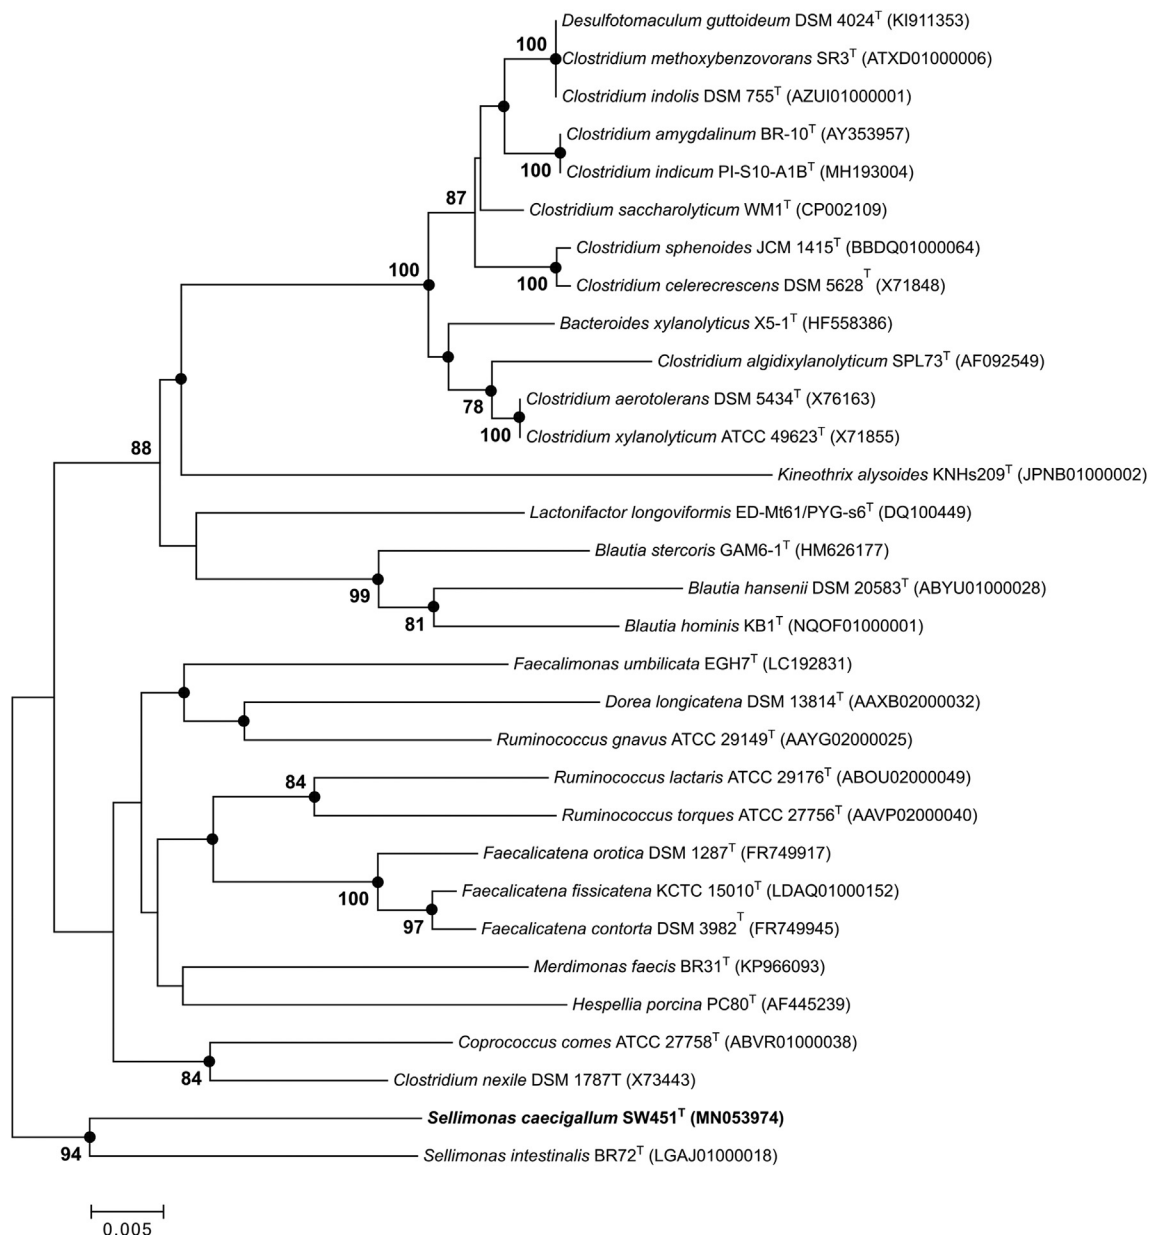 Desulfotomaculum guttoideum DSM 4024T (KI911353)
100
Clostridium methoxybenzovorans SR3T (ATXD01000006)
Clostridium indolis DSM 755T (AZUI01000001)
Clostridium amygdalinum BR-10T (AY353957)
100
Clostridium indicum PI-S10-A1BT (MH193004)
87
Clostridium saccharolyticum WM1T (CP002109)
Clostridium sphenoides JCM 1415T (BBDQ01000064)
100
100
Clostridium celerecrescens DSM 5628T (X71848)
Bacteroides xylanolyticus X5-1T (HF558386)
Clostridium algidixylanolyticum SPL73T (AF092549)
78
Clostridium aerotolerans DSM 5434T (X76163)
100
Clostridium xylanolyticum ATCC 49623T (X71855)
88
Kineothrix alysoides KNHs209T (JPNB01000002)
Lactonifactor longoviformis ED-Mt61/PYG-s6T (DQ100449)
Blautia stercoris GAM6-1T (HM626177)
99
Blautia hansenii DSM 20583T (ABYU01000028)
81
Blautia hominis KB1T (NQOF01000001)
Faecalimonas umbilicata EGH7T (LC192831)
Dorea longicatena DSM 13814T (AAXB02000032)
Ruminococcus gnavus ATCC 29149T (AAYG02000025)
84
Ruminococcus lactaris ATCC 29176T (ABOU02000049)
Ruminococcus torques ATCC 27756T (AAVP02000040)
Faecalicatena orotica DSM 1287T (FR749917)
100
Faecalicatena fissicatena KCTC 15010T (LDAQ01000152)
97
Faecalicatena contorta DSM 3982T (FR749945)
Merdimonas faecis BR31T (KP966093)
Hespellia porcina PC80T (AF445239)
Coprococcus comes ATCC 27758T (ABVR01000038)
84
Clostridium nexile DSM 1787T (X73443)
Sellimonas caecigallum SW451T (MN053974)
94
Sellimonas intestinalis BR72T (LGAJ01000018)
0.005